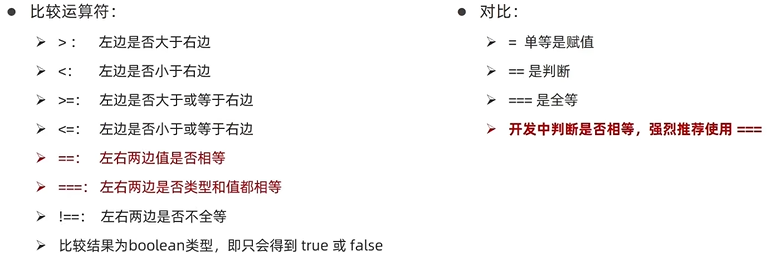 比较运算符：
> ： 左边是否大于右边
<： 左边是否小于右边
>=： 左边是否大于或等于右边
<=： 左边是否小于或等于右边
==： 左右两边值是否相等
===： 左右两边是否类型和值都相等
!==： 左右两边是否不全等
比较结果为boolean类型，即只会得到 true 或 false
对比：
= 单等是赋值
== 是判断
=== 是全等
开发中判断是否相等，强烈推荐使用 ===